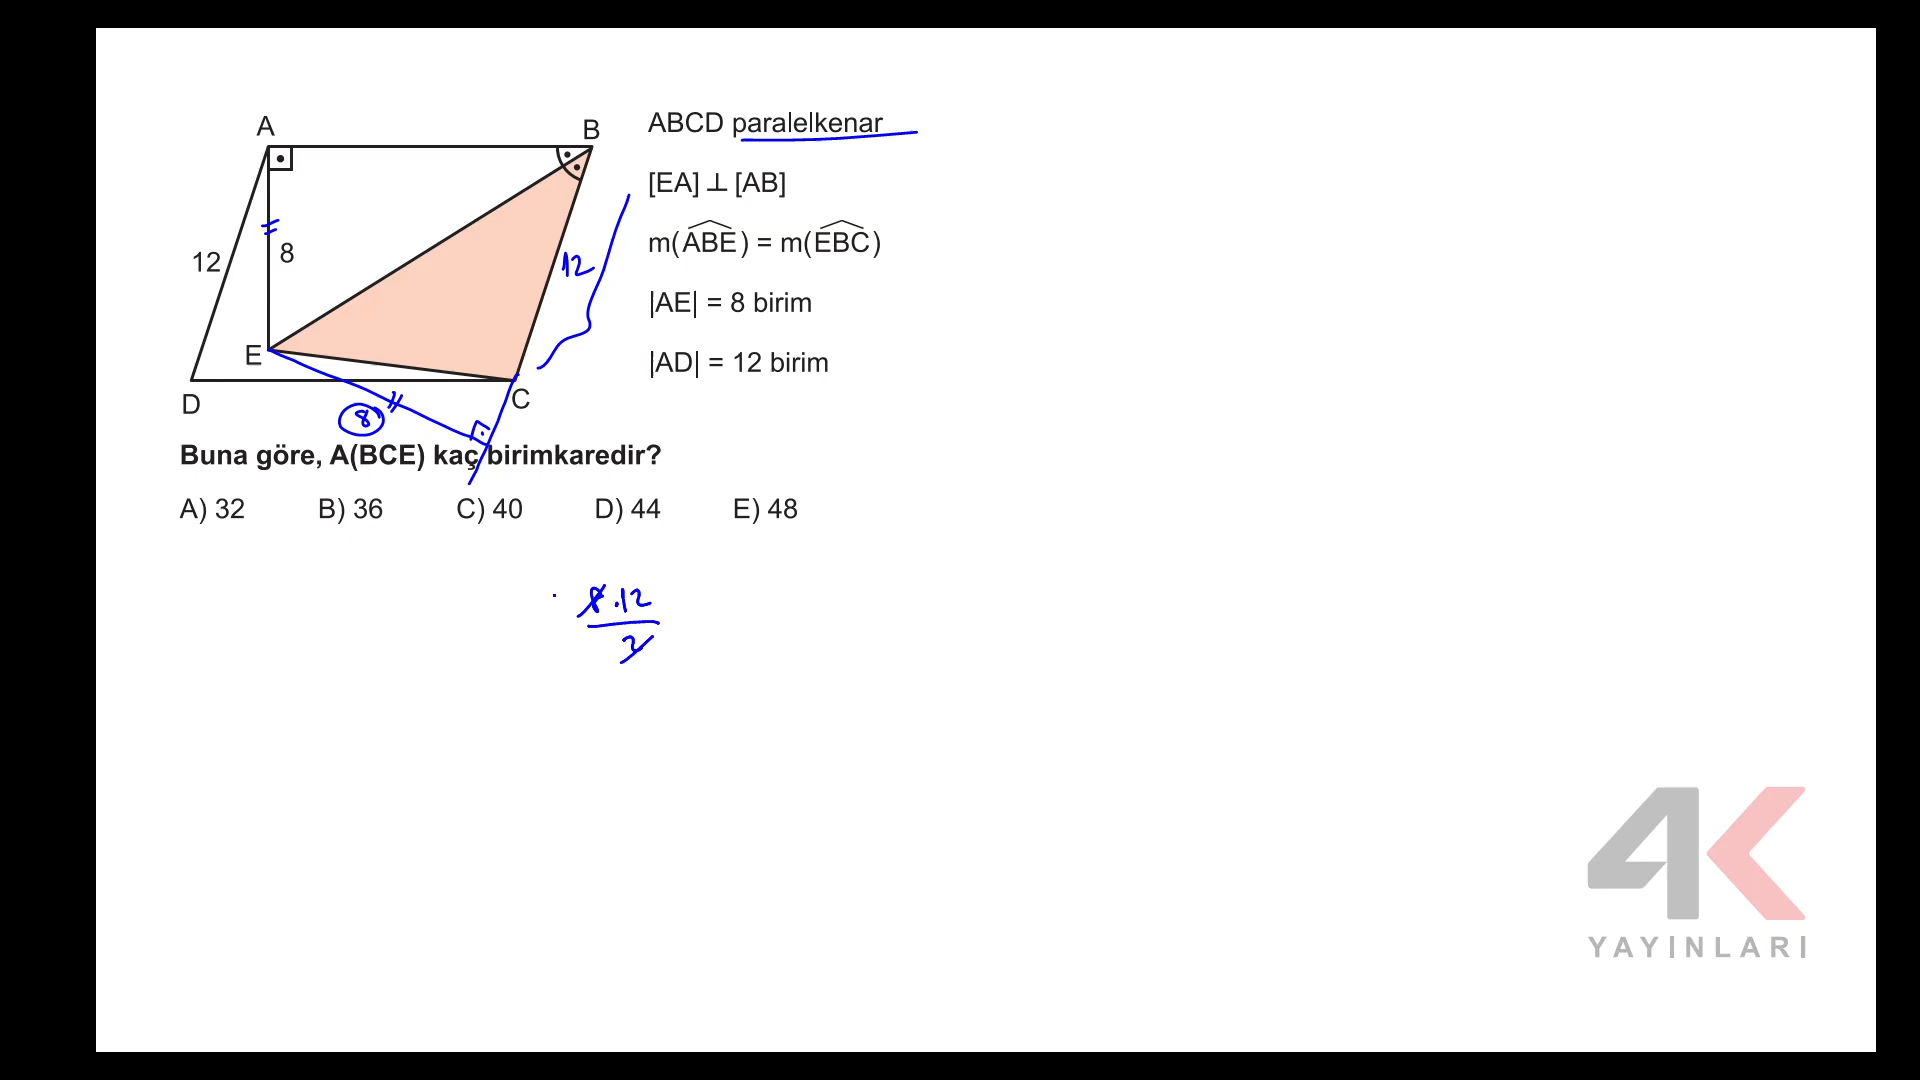 A
B
12
8
E
D
C
12
8
ABCD paralelkenar
[EA] ⊥ [AB]
m(ABE) = m(EBC)
|AE| = 8 birim
|AD| = 12 birim
Buna göre, A(BCE) kaç birimkaredir?
A) 32 B) 36 C) 40 D) 44 E) 48
8 . 12
2
4K
YAYINLARI